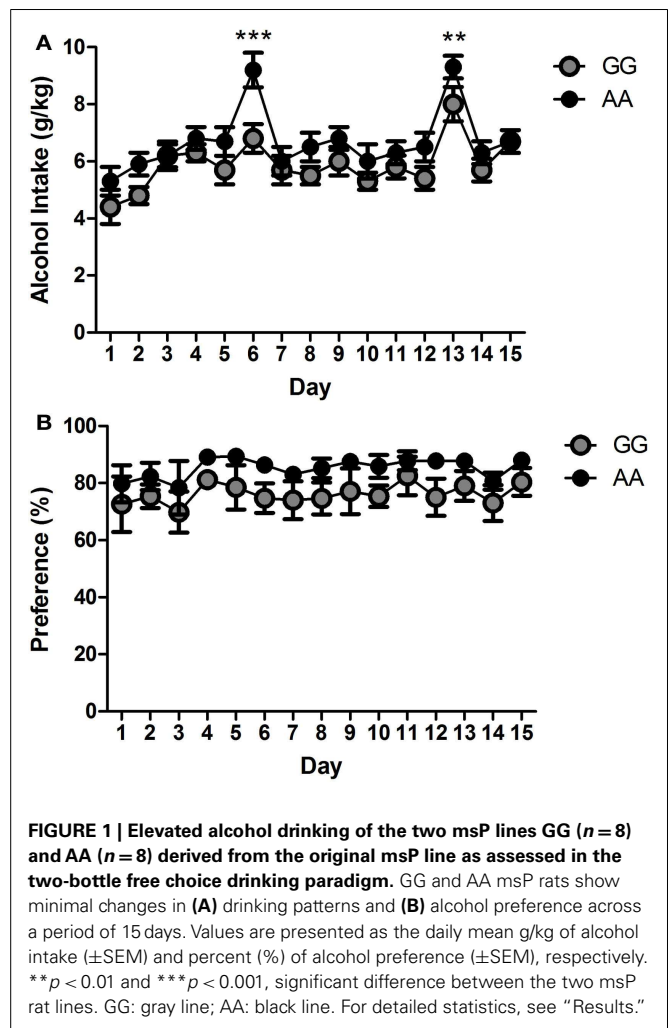 A
***
**
GG
AA
Alcohol Intake (g/kg)
10
8
6
4
2
0
1 2 3 4 5 6 7 8 9 10 11 12 13 14 15
Day
B
GG
AA
Preference (%)
100
80
60
40
20
0
1 2 3 4 5 6 7 8 9 10 11 12 13 14 15
Day
FIGURE 1 | Elevated alcohol drinking of the two msP lines GG (n = 8)
and AA (n = 8) derived from the original msP line as assessed in the
two-bottle free choice drinking paradigm. GG and AA msP rats show
minimal changes in (A) drinking patterns and (B) alcohol preference across
a period of 15 days. Values are presented as the daily mean g/kg of alcohol
intake (±SEM) and percent (%) of alcohol preference (±SEM), respectively.
**p < 0.01 and ***p < 0.001, significant difference between the two msP
rat lines. GG: gray line; AA: black line. For detailed statistics, see “Results.”